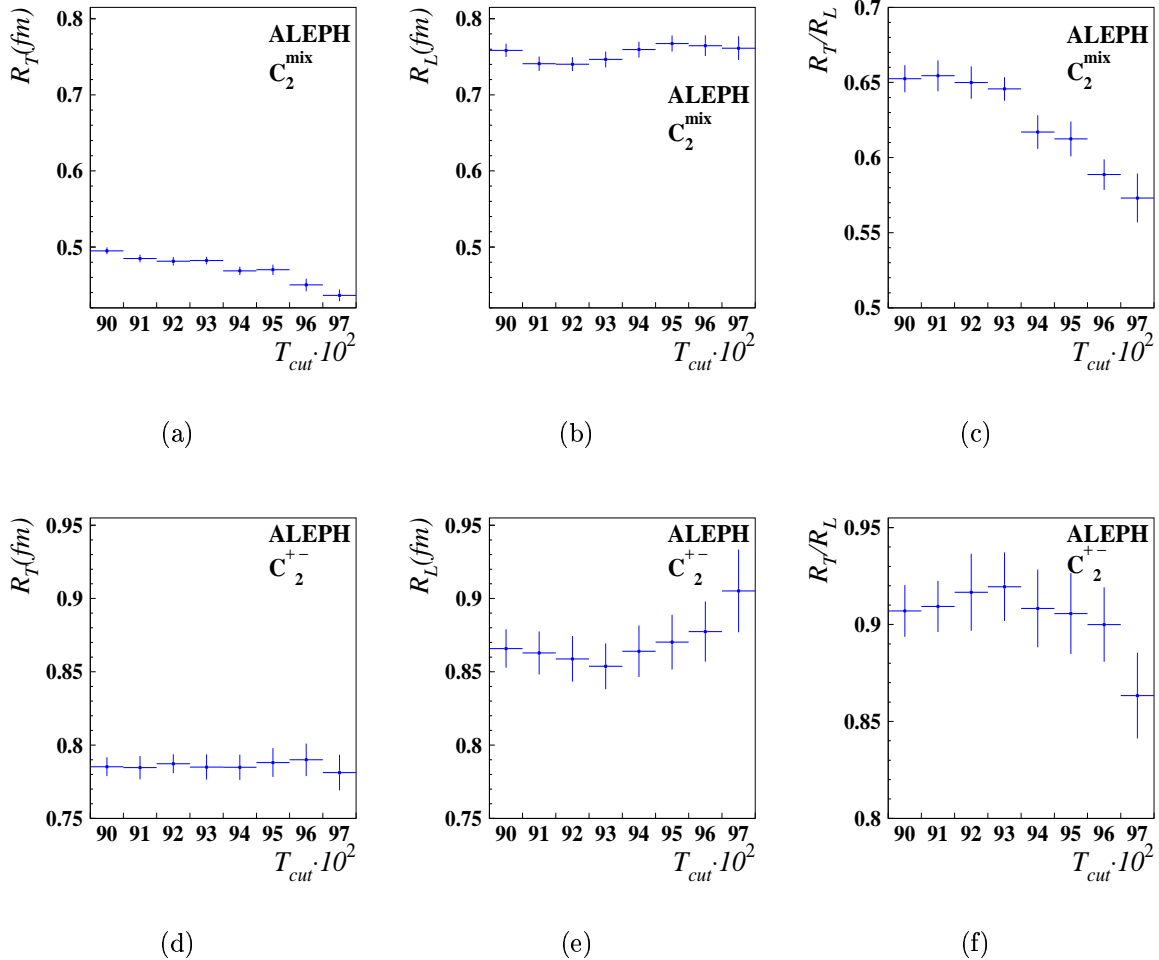 R_T(fm)
0.8
0.7
0.6
0.5
ALEPH
C_2^mix
90 91 92 93 94 95 96 97
T_cut·10^2
(a)
R_L(fm)
0.8
0.7
0.6
0.5
ALEPH
C_2^mix
90 91 92 93 94 95 96 97
T_cut·10^2
(b)
R_T/R_L
0.7
0.65
0.6
0.55
0.5
ALEPH
C_2^mix
90 91 92 93 94 95 96 97
T_cut·10^2
(c)
R_T(fm)
0.95
0.9
0.85
0.8
0.75
ALEPH
C_2^+-
90 91 92 93 94 95 96 97
T_cut·10^2
(d)
R_L(fm)
0.95
0.9
0.85
0.8
0.75
ALEPH
C_2^+-
90 91 92 93 94 95 96 97
T_cut·10^2
(e)
R_T/R_L
0.95
0.9
0.85
0.8
ALEPH
C_2^+-
90 91 92 93 94 95 96 97
T_cut·10^2
(f)